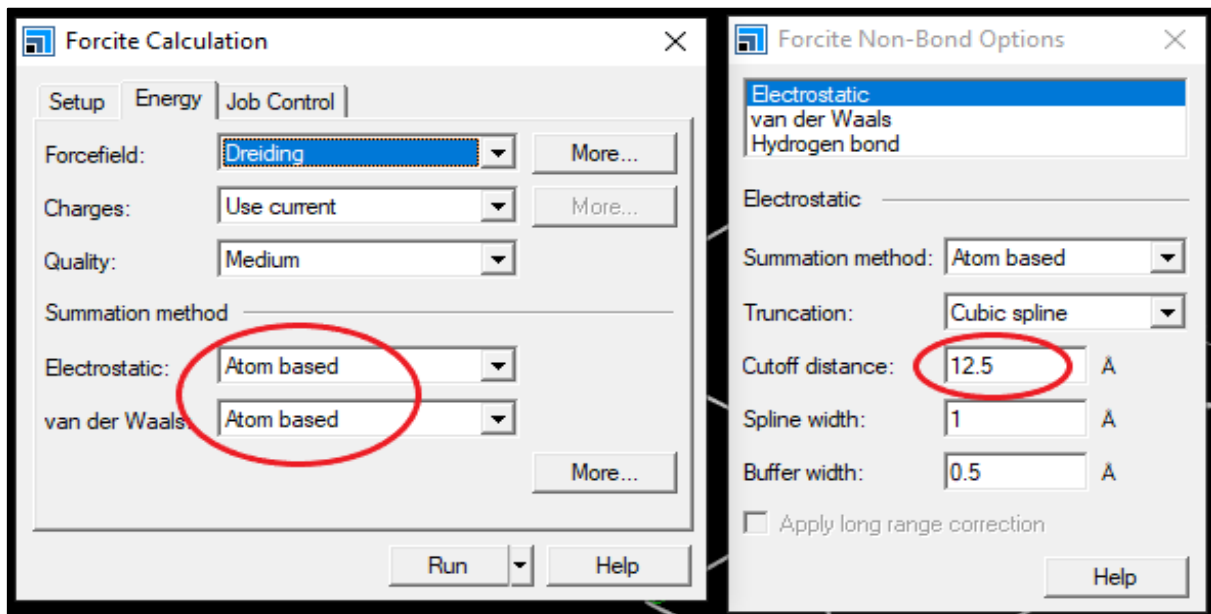 Forcite Calculation
Setup Energy Job Control
Forcefield: Dreiding More...
Charges: Use current More...
Quality: Medium
Summation method
Electrostatic: Atom based
van der Waals: Atom based
More...
Run Help
Forcite Non-Bond Options
Electrostatic
van der Waals
Hydrogen bond
Electrostatic
Summation method: Atom based
Truncation: Cubic spline
Cutoff distance: 12.5 Å
Spline width: 1 Å
Buffer width: 0.5 Å
Apply long range correction
Help